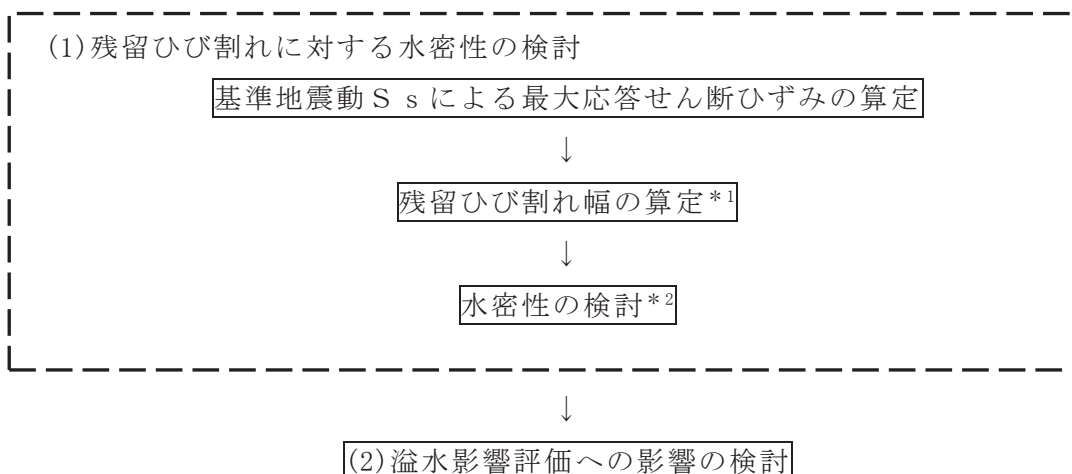 (1)残留ひび割れに対する水密性の検討
基準地震動Ｓｓによる最大応答せん断ひずみの算定
↓
残留ひび割れ幅の算定*1
↓
水密性の検討*2
↓
(2)溢水影響評価への影響の検討